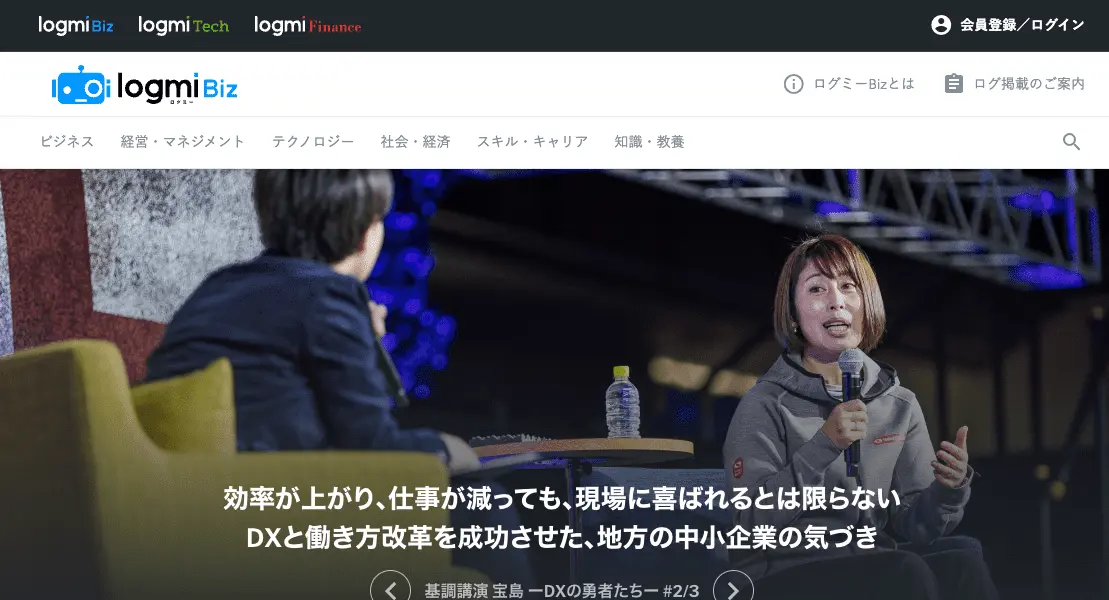 logmi Biz logmi Tech logmi Finance 会員登録／ログイン
logmi Biz ログミーBizとは ログ掲載のご案内
ログミー
ビジネス 経営・マネジメント テクノロジー 社会・経済 スキル・キャリア 知識・教養
効率が上がり、仕事が減っても、現場に喜ばれるとは限らない
DXと働き方改革を成功させた、地方の中小企業の気づき
基調講演 宝島 ーDXの勇者たちー #2/3